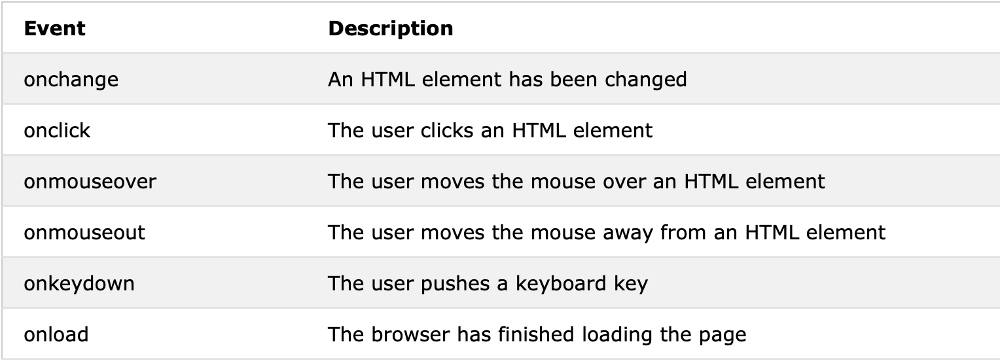 Event Description
onchange An HTML element has been changed
onclick The user clicks an HTML element
onmouseover The user moves the mouse over an HTML element
onmouseout The user moves the mouse away from an HTML element
onkeydown The user pushes a keyboard key
onload The browser has finished loading the page